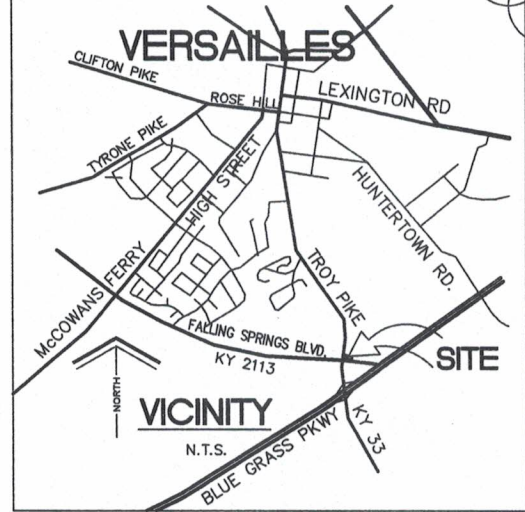 VERSAILLES
CLIFTON PIKE
ROSE HILL
LEXINGTON RD
TYRONE PIKE
HIGH STREET
HUNTERTOWN RD.
McCOWANS FERRY
TROY PIKE
FALLING SPRINGS BLVD.
KY 2113
SITE
NORTH
VICINITY
N.T.S.
BLUE GRASS PKWY
KY 33